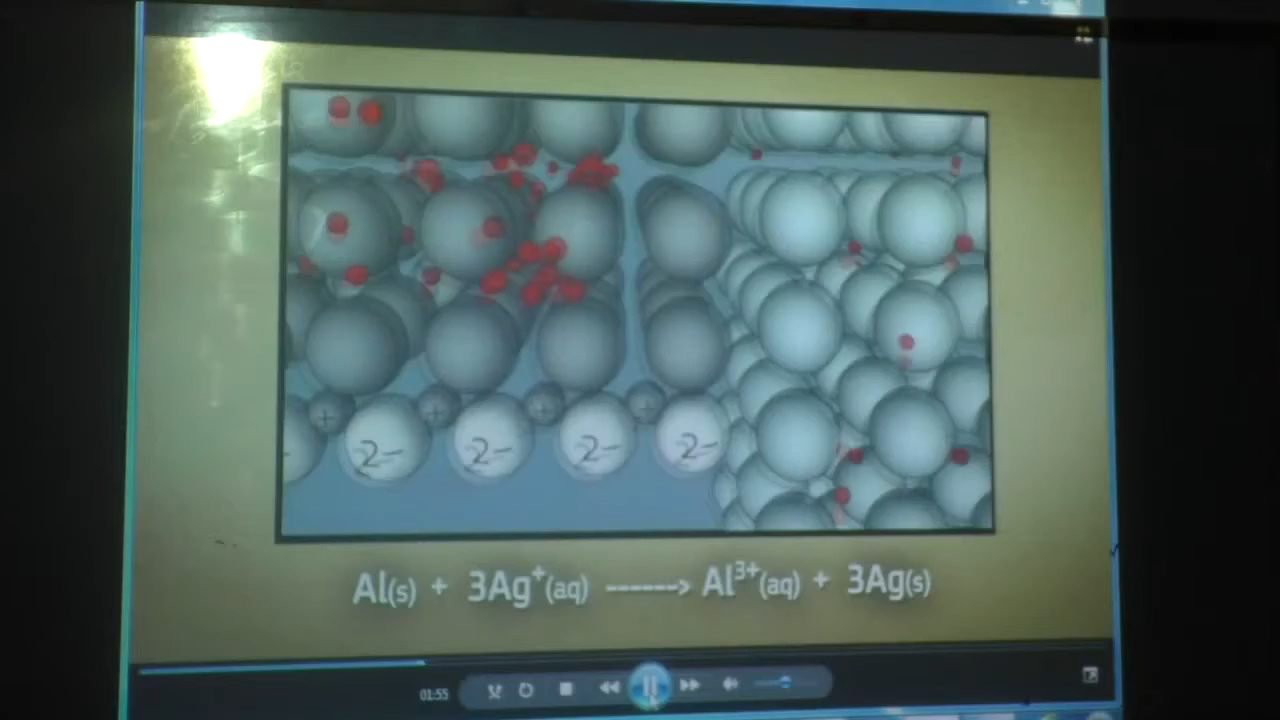 + + + +
2- 2- 2- 2-
Al(s) + 3Ag⁺(aq) ------> Al³⁺(aq) + 3Ag(s)
01:55